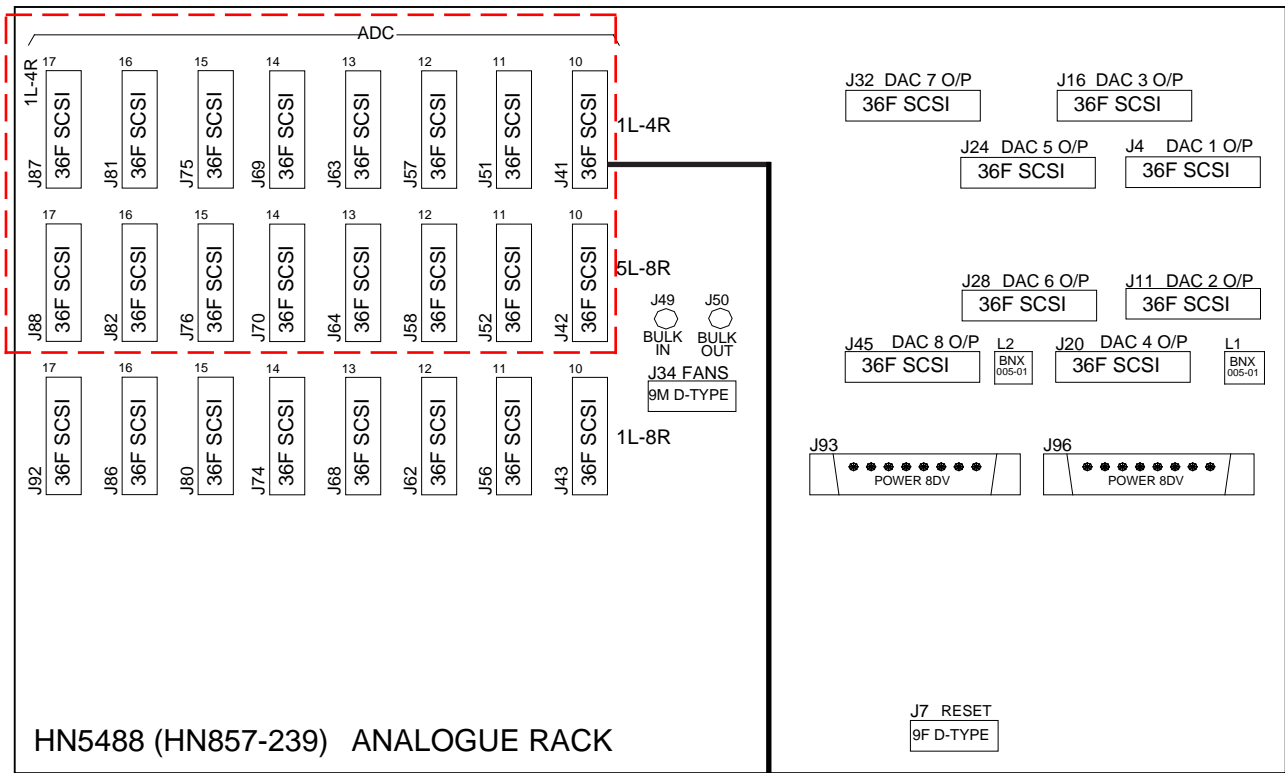 ADC
17 16 15 14 13 12 11 10
1L-4R
J87 36F SCSI
J81 36F SCSI
J75 36F SCSI
J69 36F SCSI
J63 36F SCSI
J57 36F SCSI
J51 36F SCSI
J41 36F SCSI
1L-4R
17 16 15 14 13 12 11 10
J88 36F SCSI
J82 36F SCSI
J76 36F SCSI
J70 36F SCSI
J64 36F SCSI
J58 36F SCSI
J52 36F SCSI
J42 36F SCSI
5L-8R
17 16 15 14 13 12 11 10
J92 36F SCSI
J86 36F SCSI
J80 36F SCSI
J74 36F SCSI
J68 36F SCSI
J62 36F SCSI
J56 36F SCSI
J43 36F SCSI
1L-8R
J49
BULK
IN
J50
BULK
OUT
J34 FANS
9M D-TYPE
J32 DAC 7 O/P
36F SCSI
J16 DAC 3 O/P
36F SCSI
J24 DAC 5 O/P
36F SCSI
J4 DAC 1 O/P
36F SCSI
J28 DAC 6 O/P
36F SCSI
J11 DAC 2 O/P
36F SCSI
J45 DAC 8 O/P
36F SCSI
L2
BNX
005-01
J20 DAC 4 O/P
36F SCSI
L1
BNX
005-01
J93
POWER 8DV
J96
POWER 8DV
J7 RESET
9F D-TYPE
HN5488 (HN857-239) ANALOGUE RACK